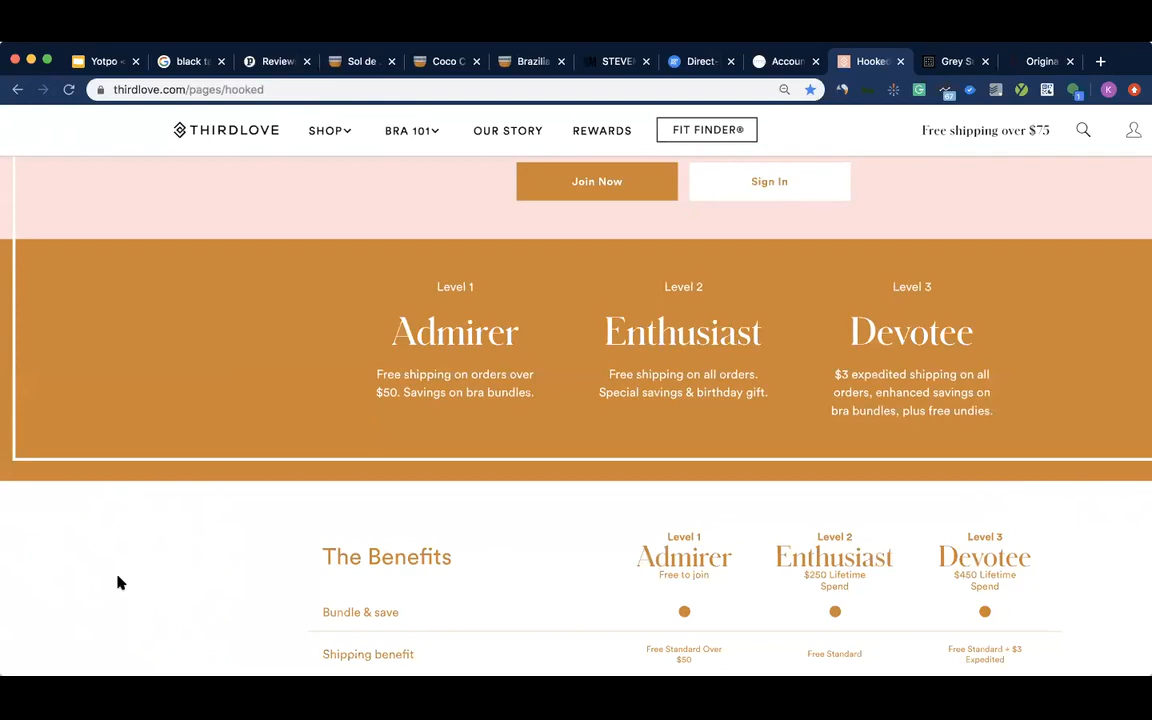 Yotpo
black ta
Review
Sol de
Coco C
Brazilia
STEVE
Direct-
Accoun
Hooke
Grey S
Origina
thirdlove.com/pages/hooked
67
1
K
THIRDLOVE
SHOP
BRA 101
OUR STORY
REWARDS
FIT FINDER®
Free shipping over $75
Join Now
Sign In
Level 1
Admirer
Free shipping on orders over
$50. Savings on bra bundles.
Level 2
Enthusiast
Free shipping on all orders.
Special savings & birthday gift.
Level 3
Devotee
$3 expedited shipping on all
orders, enhanced savings on
bra bundles, plus free undies.
The Benefits
Level 1
Admirer
Free to join
Level 2
Enthusiast
$250 Lifetime
Spend
Level 3
Devotee
$450 Lifetime
Spend
Bundle & save
Shipping benefit
Free Standard Over
$50
Free Standard
Free Standard + $3
Expedited